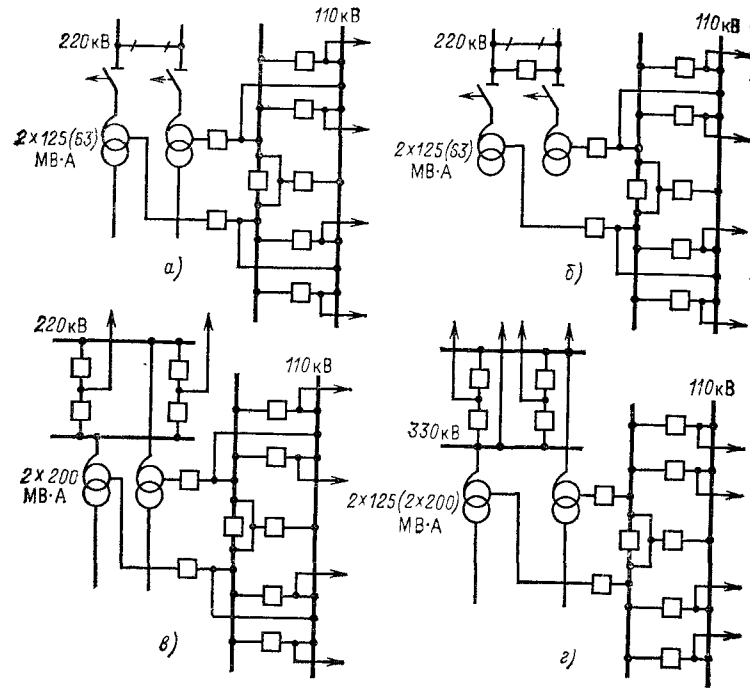 220кВ
110кВ
2×125(63)
МВ·А
а)
220кВ
110кВ
2×125(63)
МВ·А
б)
220кВ
110кВ
2×200
МВ·А
в)
330кВ
110кВ
2×125(2×200)
МВ·А
г)